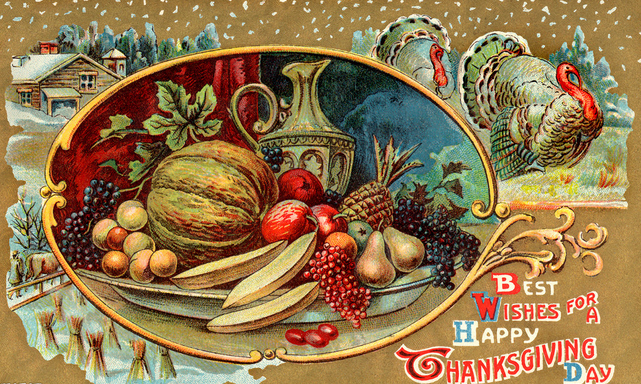 BEST
WISHES FOR
A
HAPPY
THANKSGIVING
DAY